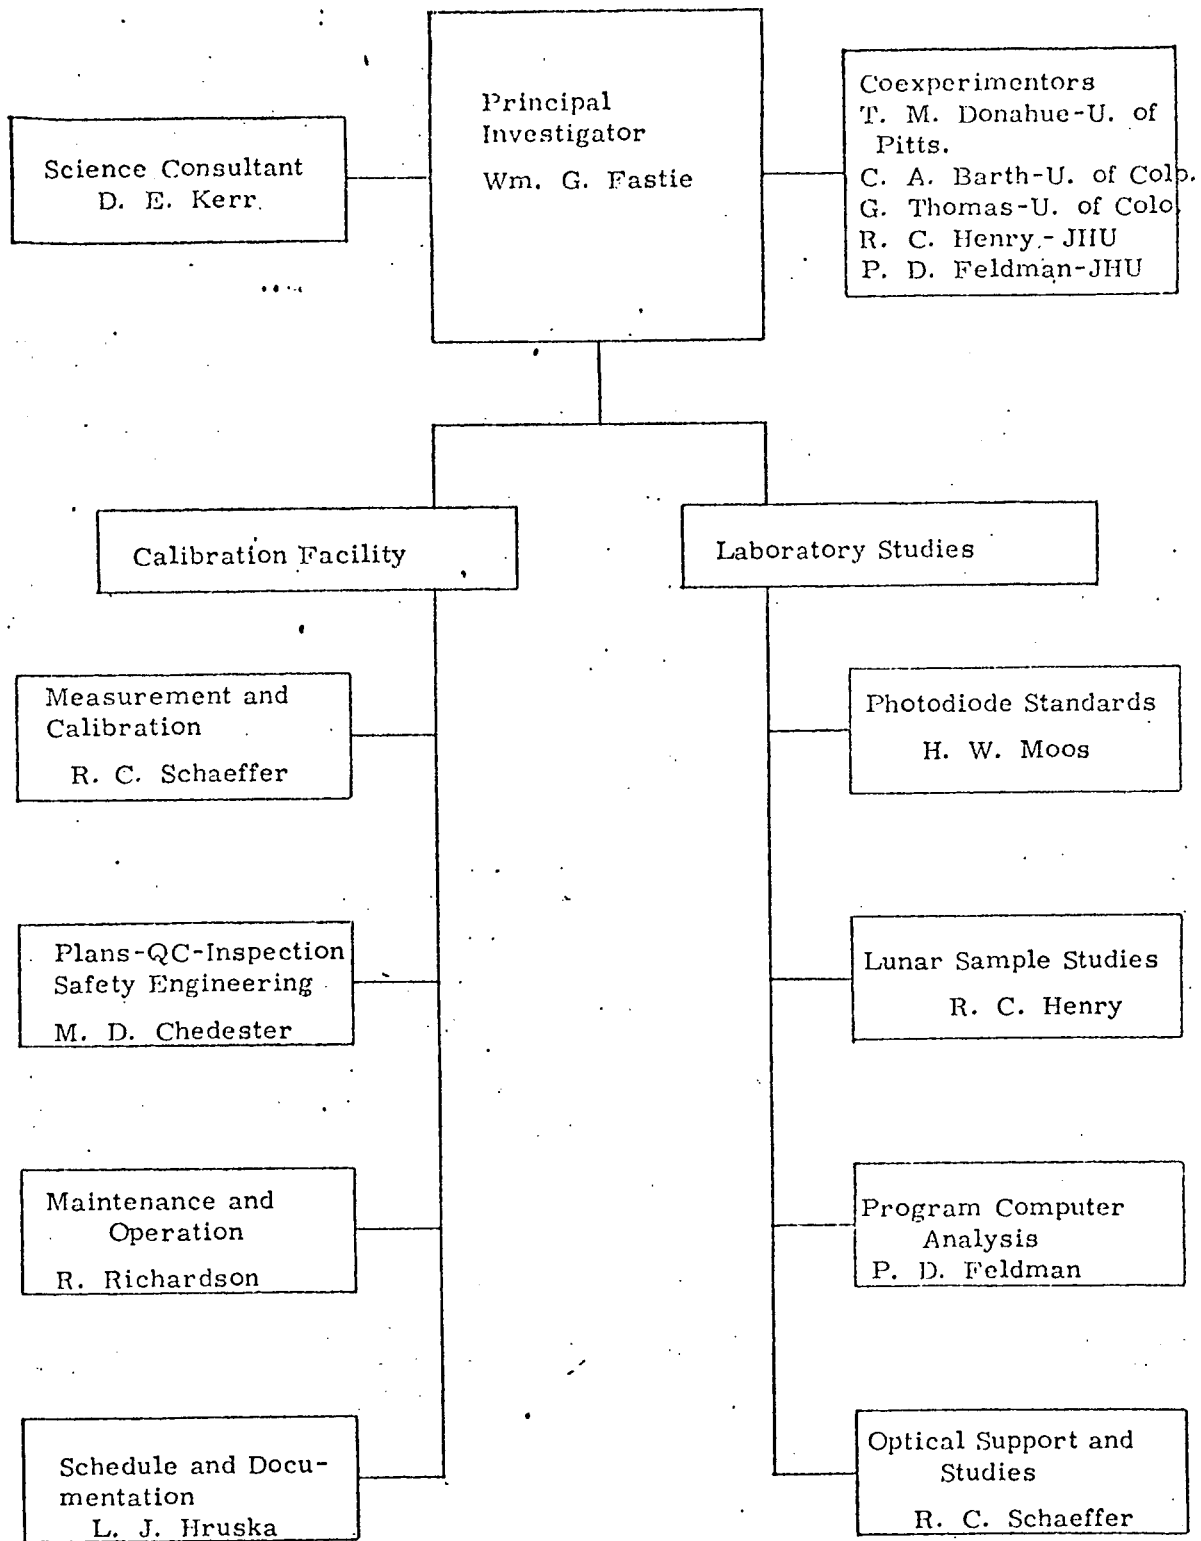 Principal
Investigator
Wm. G. Fastie
Science Consultant
D. E. Kerr
Coexperimentors
T. M. Donahue-U. of
Pitts.
C. A. Barth-U. of Colo.
G. Thomas-U. of Colo.
R. C. Henry - JHU
P. D. Feldman-JHU
Calibration Facility
Laboratory Studies
Measurement and
Calibration
R. C. Schaeffer
Plans-QC-Inspection
Safety Engineering
M. D. Chedester
Maintenance and
Operation
R. Richardson
Schedule and Docu-
mentation
L. J. Hruska
Photodiode Standards
H. W. Moos
Lunar Sample Studies
R. C. Henry
Program Computer
Analysis
P. D. Feldman
Optical Support and
Studies
R. C. Schaeffer